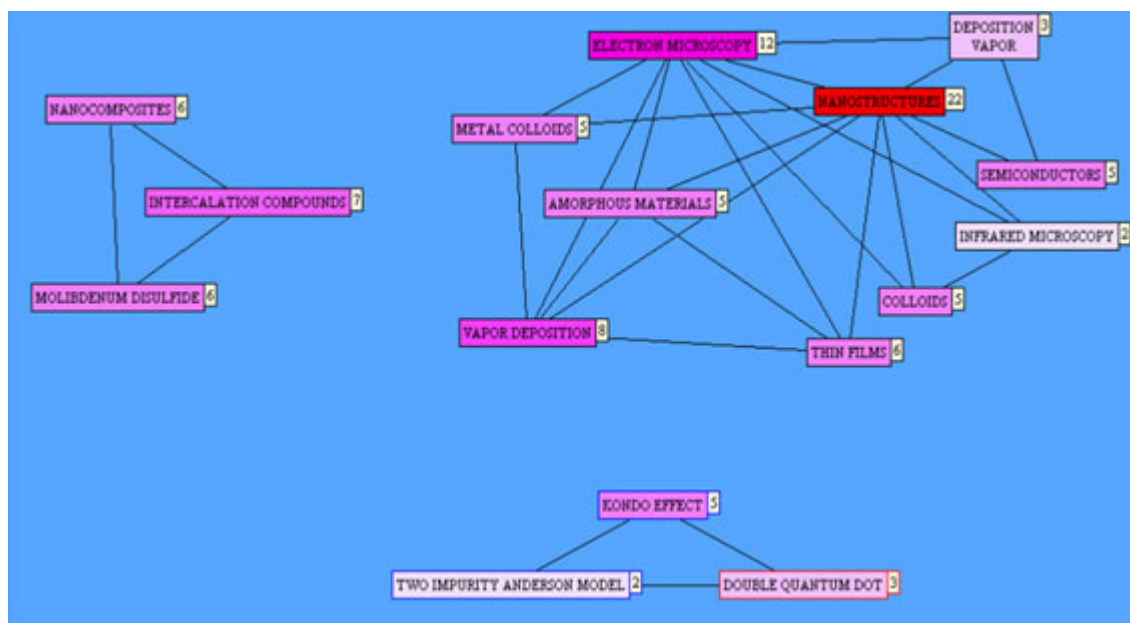 DEPOSITION 3
VAPOR
ELECTRON MICROSCOPY 12
NANOSTRUCTURES 22
NANOCOMPOSITES 6
METAL COLLOIDS 5
SEMICONDUCTORS 5
INTERCALATION COMPOUNDS 7
AMORPHOUS MATERIALS 5
INFRARED MICROSCOPY 2
MOLIBDENUM DISULFIDE 6
COLLOIDS 5
VAPOR DEPOSITION 8
THIN FILMS 6
KONDO EFFECT 5
TWO IMPURITY ANDERSON MODEL 2
DOUBLE QUANTUM DOT 3